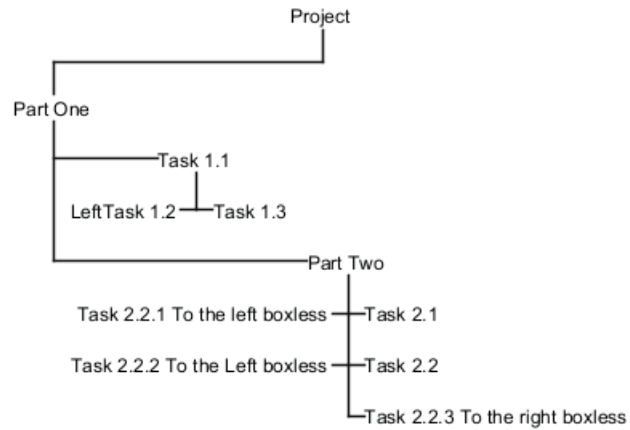 Project
Part One
Task 1.1
LeftTask 1.2
Task 1.3
Part Two
Task 2.2.1 To the left boxless
Task 2.1
Task 2.2.2 To the Left boxless
Task 2.2
Task 2.2.3 To the right boxless